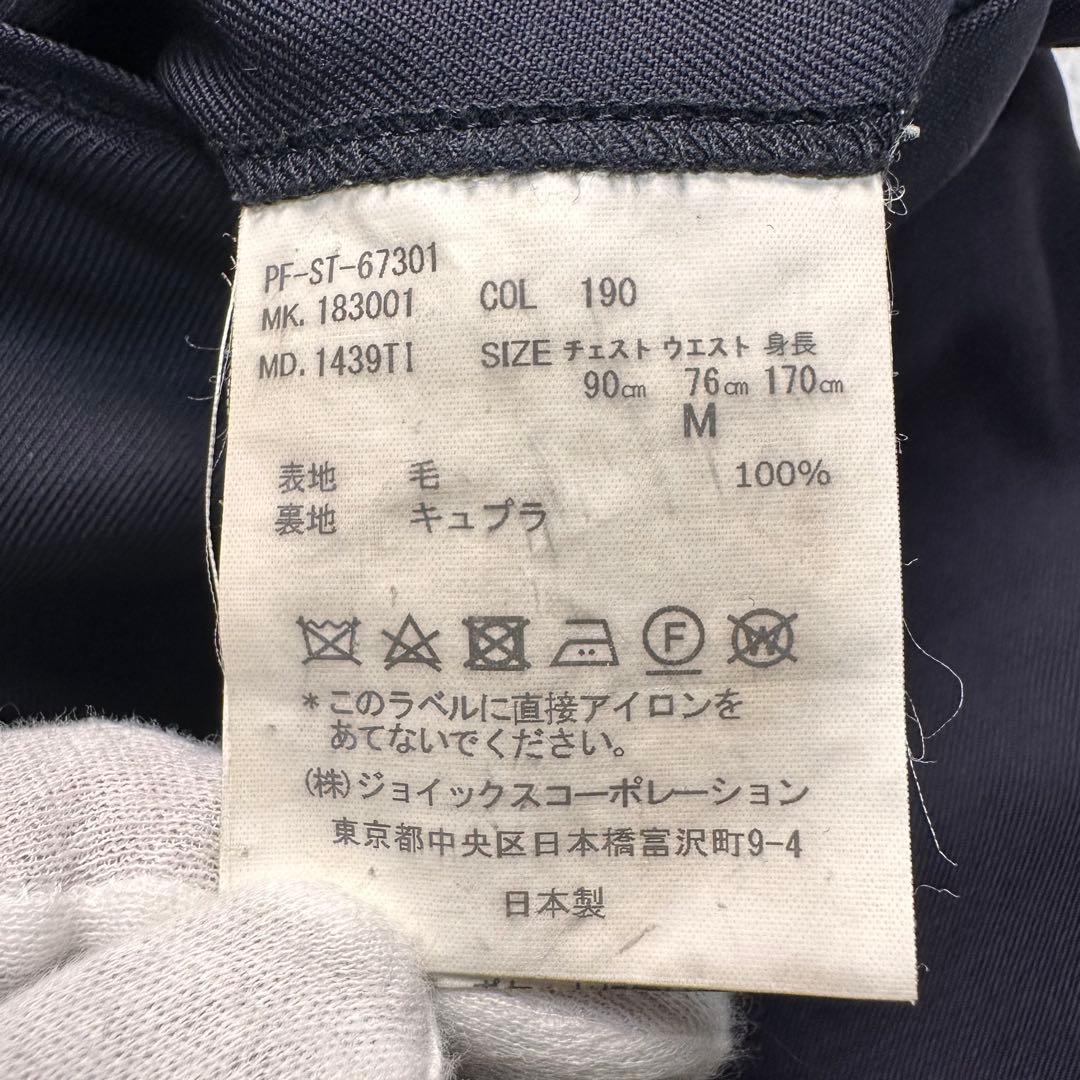 PF-ST-67301
MK. 183001 COL 190
MD. 1439TI SIZE チェスト ウエスト 身長
90cm 76cm 170cm
M
表地 毛 100%
裏地 キュプラ
F W
*このラベルに直接アイロンを
あてないでください。
(株)ジョイックスコーポレーション
東京都中央区日本橋富沢町9-4
日本製